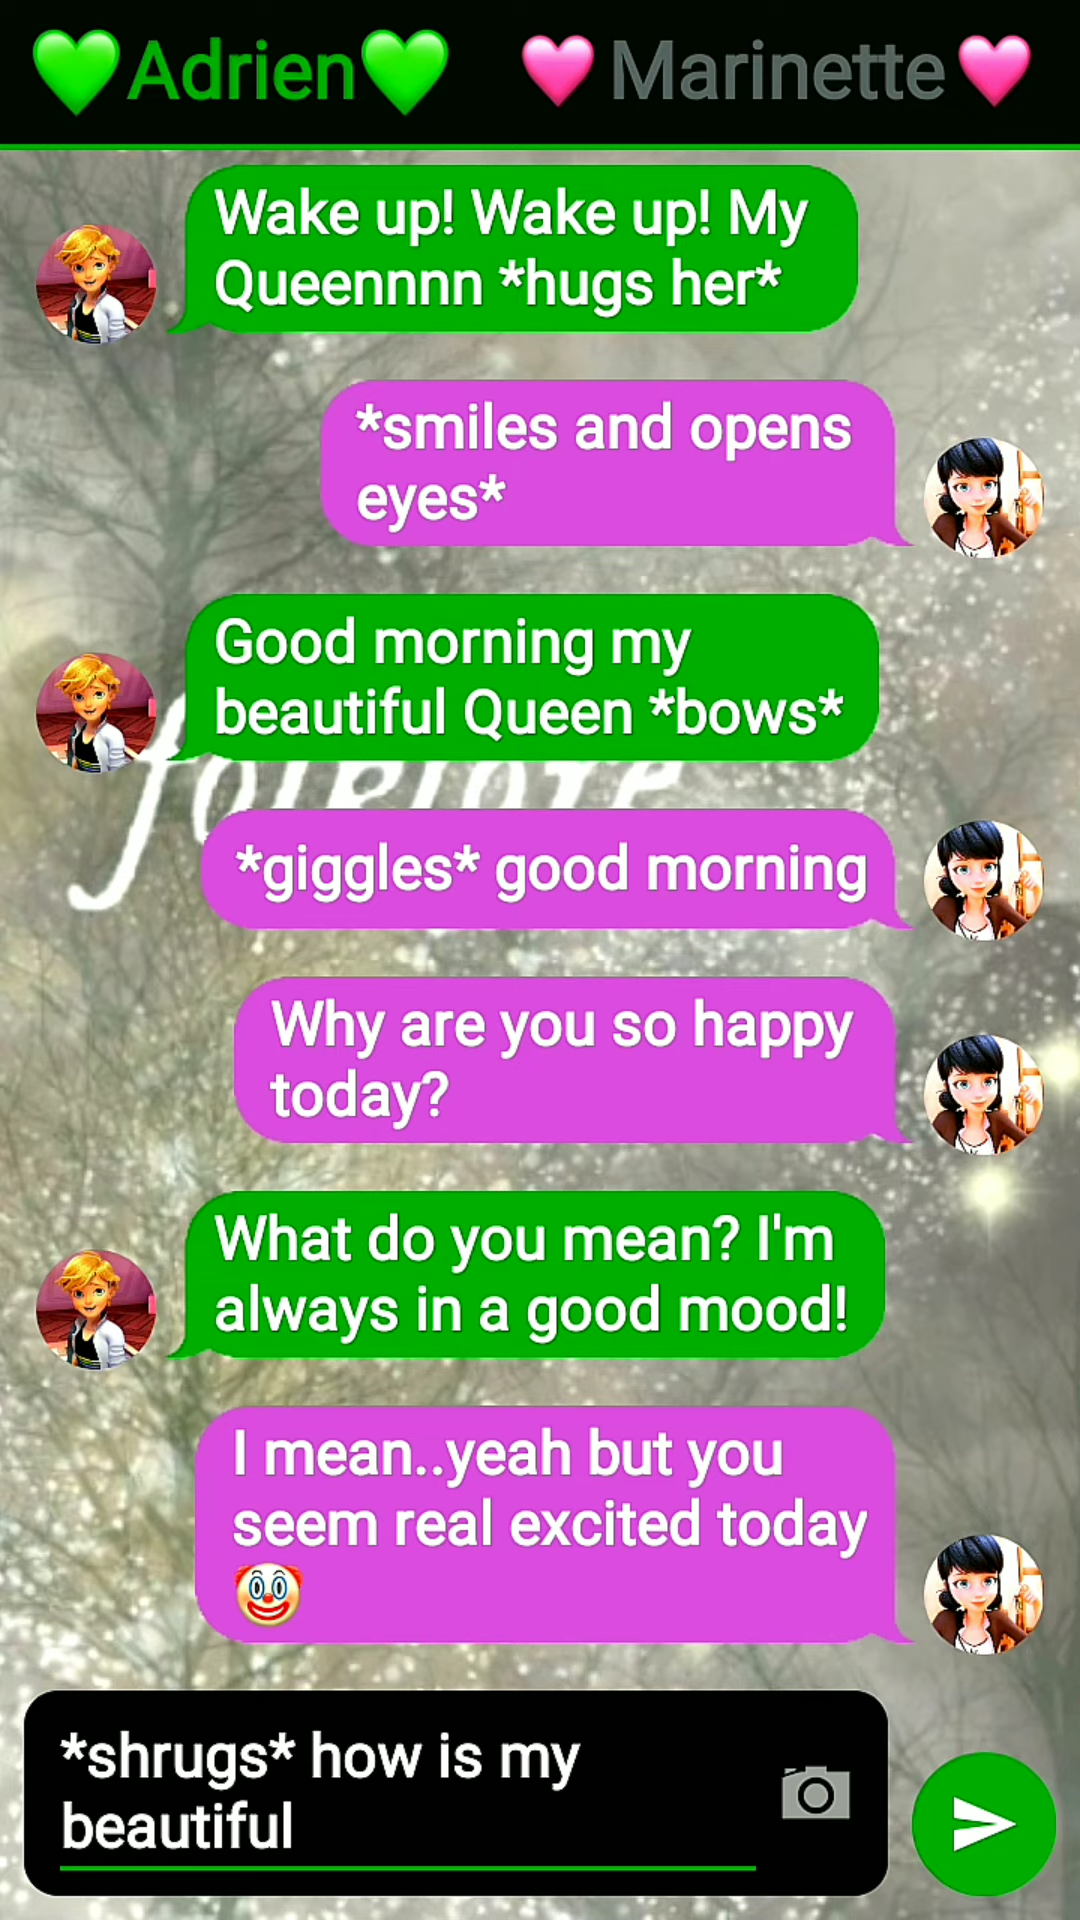 💚Adrien💚 🩷Marinette🩷
Wake up! Wake up! My
Queennnn *hugs her*
*smiles and opens
eyes*
Good morning my
beautiful Queen *bows*
folklore
*giggles* good morning
Why are you so happy
today?
What do you mean? I'm
always in a good mood!
I mean..yeah but you
seem real excited today
🤡
*shrugs* how is my
beautiful